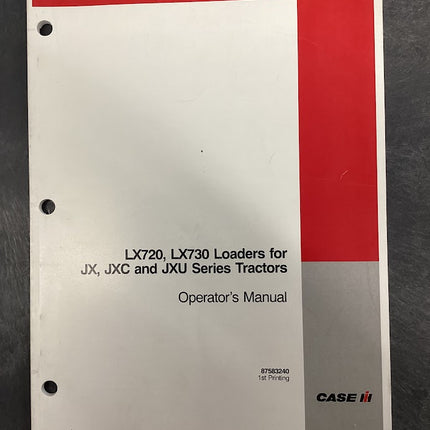 LX720, LX730 Loaders for
JX, JXC and JXU Series Tractors
Operator's Manual
87583240
1st Printing
CASE IH